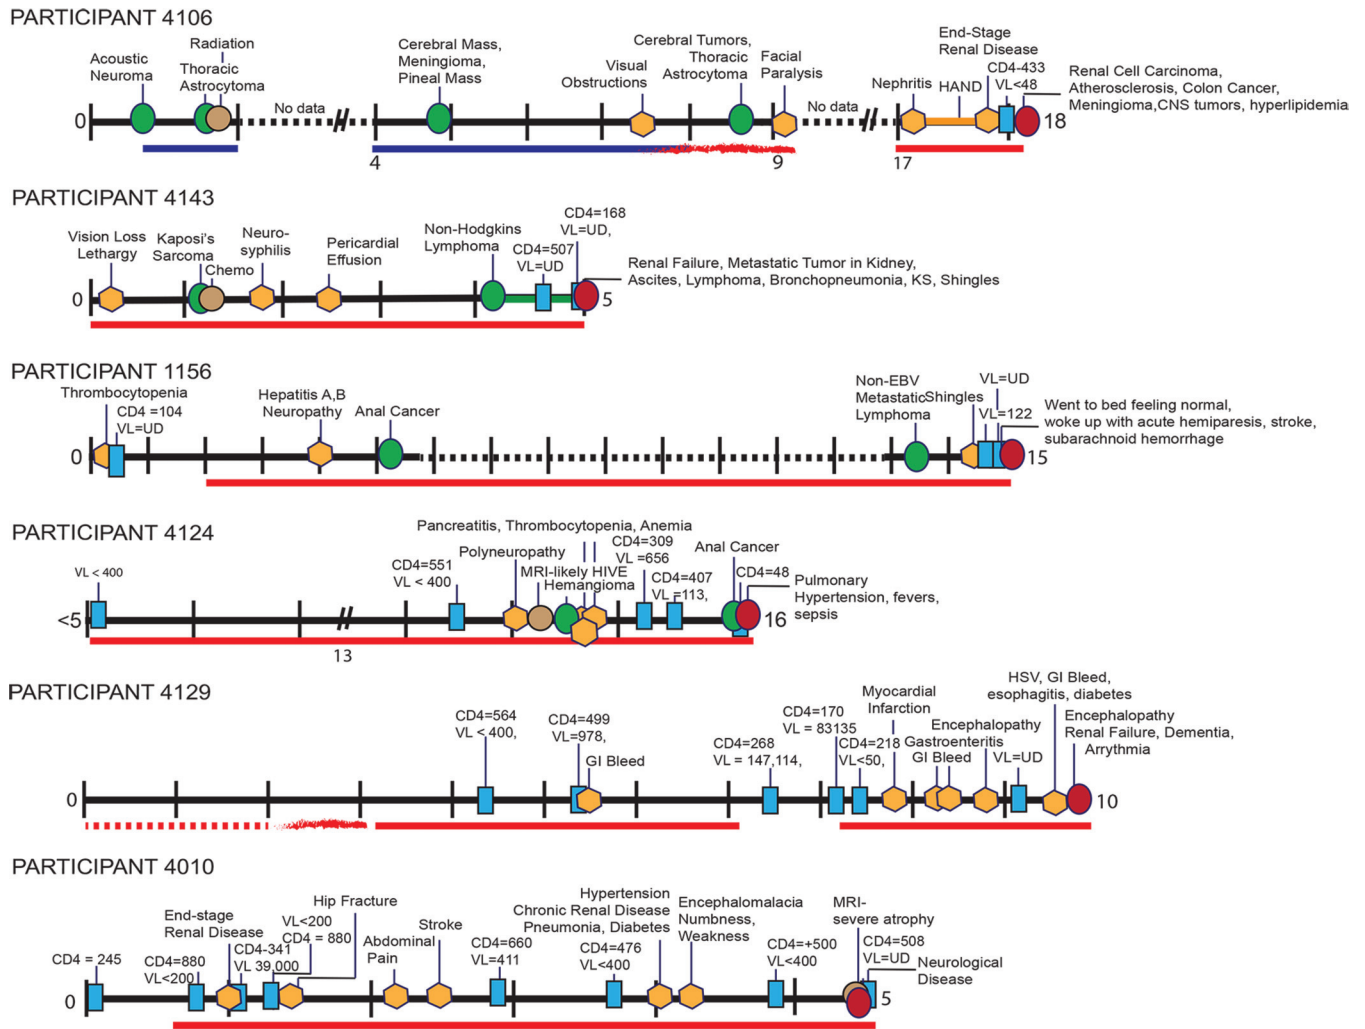 PARTICIPANT 4106
Acoustic
Neuroma
Radiation
Thoracic
Astrocytoma
No data
Cerebral Mass,
Meningioma,
Pineal Mass
Visual
Obstructions
Cerebral Tumors,
Thoracic
Astrocytoma
Facial
Paralysis
No data
Nephritis
HAND
End-Stage
Renal Disease
CD4-433
VL<48
Renal Cell Carcinoma,
Atherosclerosis, Colon Cancer,
Meningioma,CNS tumors, hyperlipidemia
0
18
4
9
17
PARTICIPANT 4143
Vision Loss
Lethargy
Kaposi's
Sarcoma
Chemo
Neuro-
syphilis
Pericardial
Effusion
Non-Hodgkins
Lymphoma
CD4=507
VL=UD
CD4=168
VL=UD,
Renal Failure, Metastatic Tumor in Kidney,
Ascites, Lymphoma, Bronchopneumonia, KS, Shingles
0
5
PARTICIPANT 1156
Thrombocytopenia
CD4 =104
VL=UD
Hepatitis A,B
Neuropathy
Anal Cancer
Non-EBV
Metastatic
Lymphoma
Shingles
VL=UD
VL=122
Went to bed feeling normal,
woke up with acute hemiparesis, stroke,
subarachnoid hemorrhage
0
15
PARTICIPANT 4124
VL < 400
CD4=551
VL < 400
Polyneuropathy
Pancreatitis, Thrombocytopenia, Anemia
MRI-likely HIVE
Hemangioma
CD4=309
VL =656
CD4=407
VL =113,
Anal Cancer
CD4=48
Pulmonary
Hypertension, fevers,
sepsis
<5
16
13
PARTICIPANT 4129
CD4=564
VL < 400,
CD4=499
VL=978,
GI Bleed
CD4=268
VL = 147,114,
CD4=170
VL = 83135
CD4=218
VL<50,
Myocardial
Infarction
Encephalopathy
Gastroenteritis
GI Bleed
VL=UD
HSV, GI Bleed,
esophagitis, diabetes
Encephalopathy
Renal Failure, Dementia,
Arrythmia
0
10
PARTICIPANT 4010
CD4 = 245
CD4=880
VL<200
End-stage
Renal Disease
CD4-341
VL 39,000
VL<200
CD4 = 880
Hip Fracture
Abdominal
Pain
Stroke
CD4=660
VL=411
Hypertension
Chronic Renal Disease
Pneumonia, Diabetes
CD4=476
VL<400
Encephalomalacia
Numbness,
Weakness
CD4=+500
VL<400
MRI-
severe atrophy
CD4=508
VL=UD
Neurological
Disease
0
5